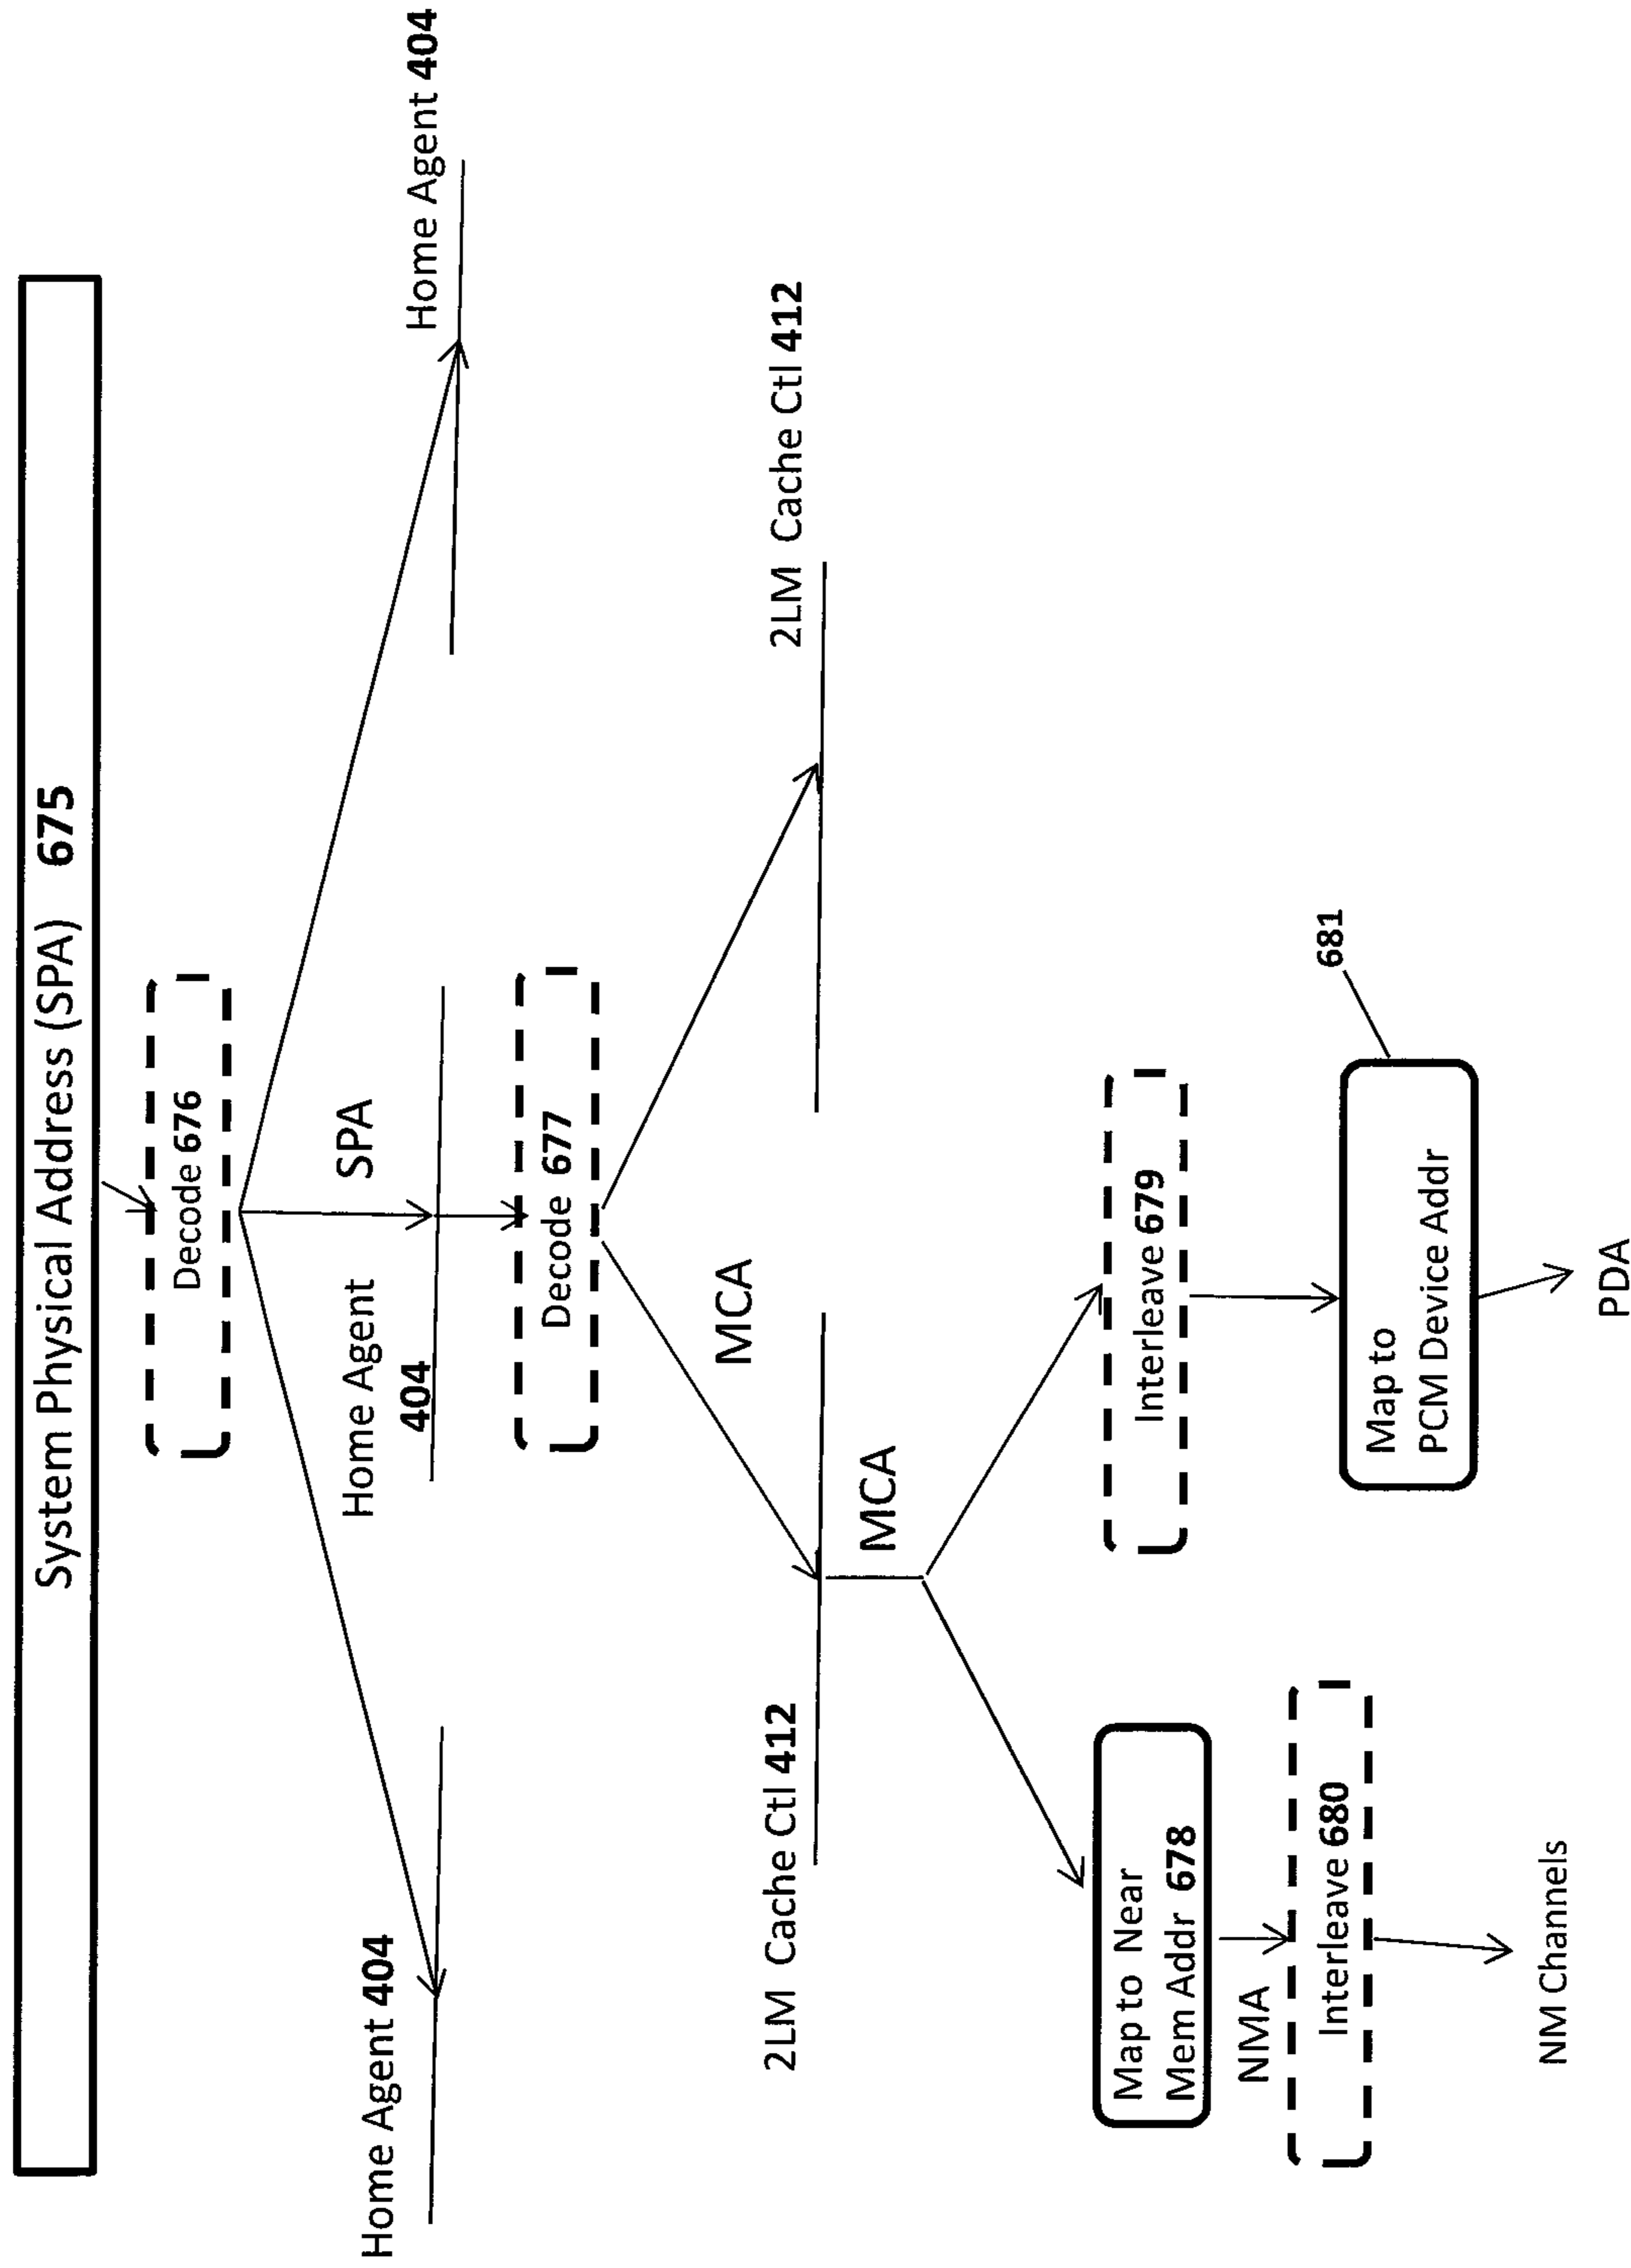 System Physical Address (SPA) 675
Decode 676
Home Agent 404
Home Agent
404
SPA
Home Agent 404
Decode 677
2LM Cache Ctl 412
MCA
2LM Cache Ctl 412
MCA
Map to Near
Mem Addr 678
Interleave 679
NMA
Interleave 680
681
Map to
PCM Device Addr
NM Channels
PDA